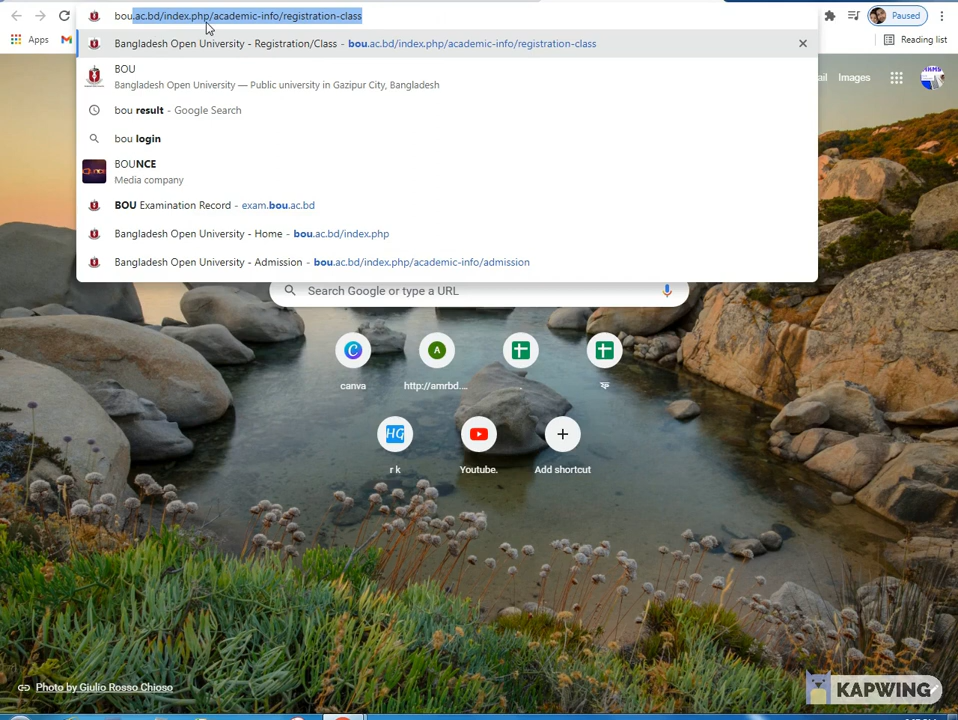 bou.ac.bd/index.php/academic-info/registration-class
Paused
Apps
Reading list
Bangladesh Open University - Registration/Class - bou.ac.bd/index.php/academic-info/registration-class
BOU
Bangladesh Open University — Public university in Gazipur City, Bangladesh
ail Images
bou result - Google Search
bou login
BOUNCE
Media company
BOU Examination Record - exam.bou.ac.bd
Bangladesh Open University - Home - bou.ac.bd/index.php
Bangladesh Open University - Admission - bou.ac.bd/index.php/academic-info/admission
Search Google or type a URL
canva
http://amrbd....
.
HG
r k
Youtube.
Add shortcut
Photo by Giulio Rosso Chioso
KAPWING